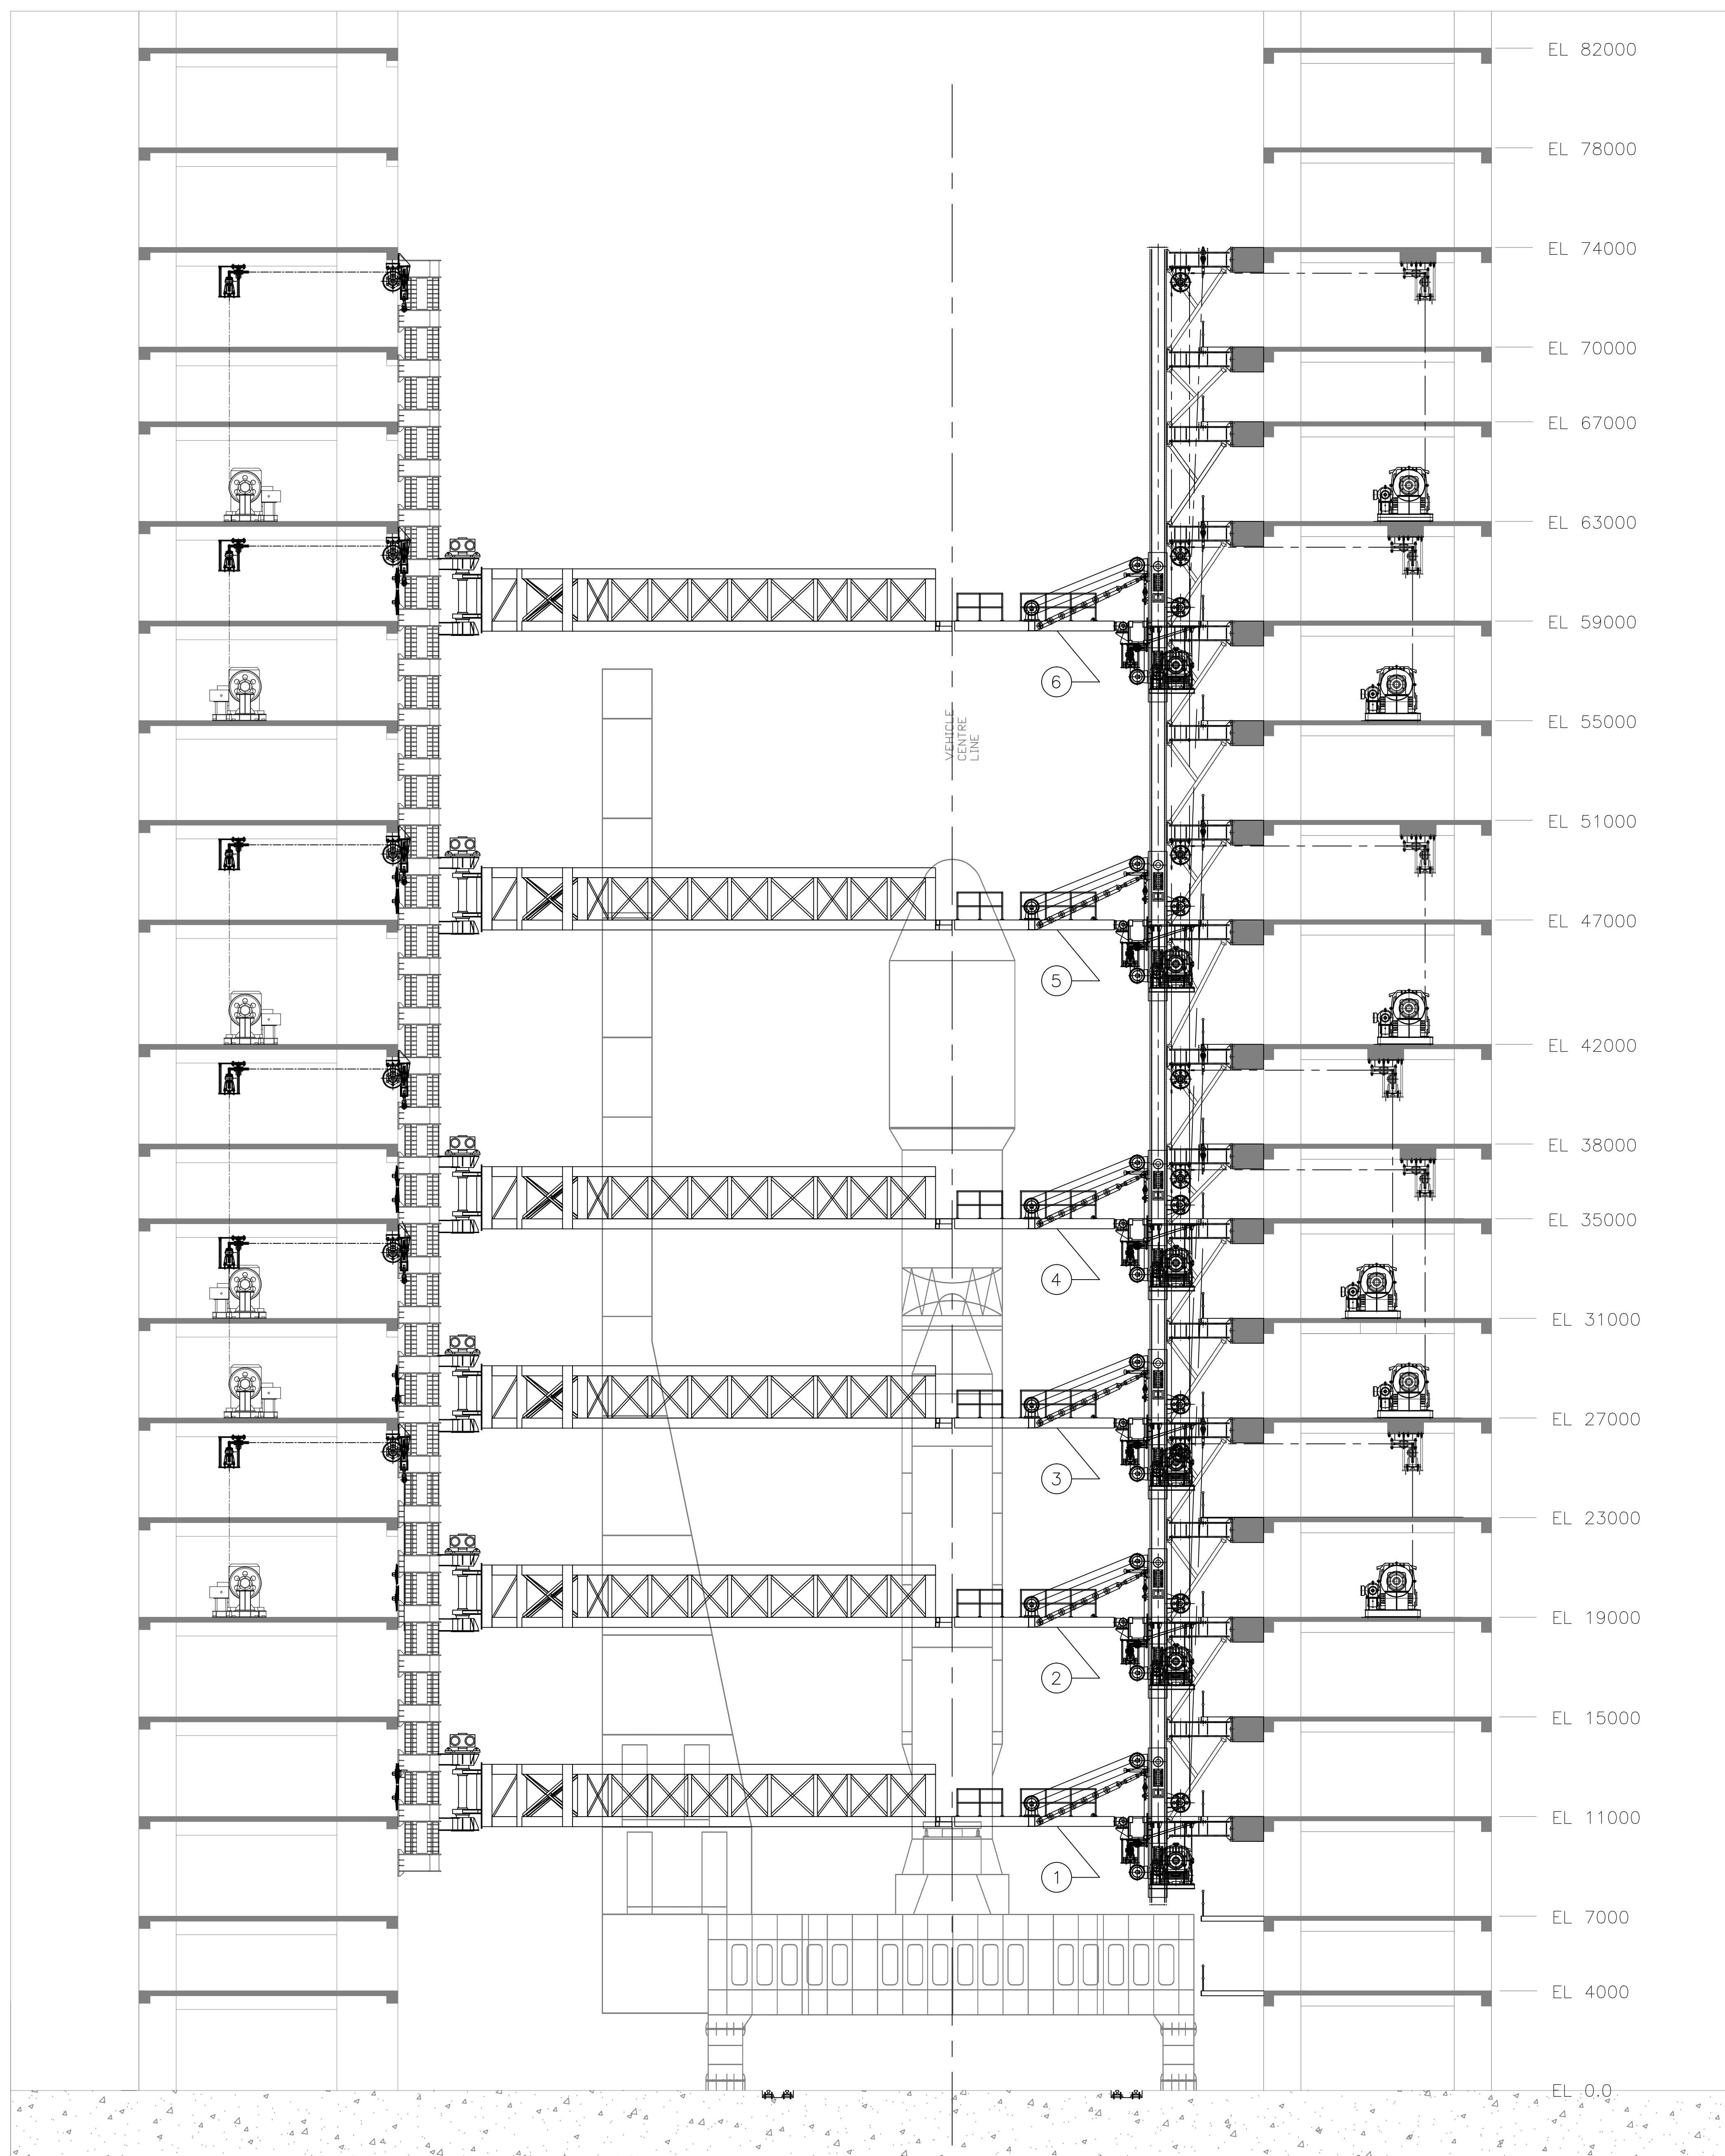 EL 82000
EL 78000
EL 74000
EL 70000
EL 67000
EL 63000
EL 59000
6
VEHICLE
CENTRE
LINE
EL 55000
EL 51000
EL 47000
5
EL 42000
EL 38000
EL 35000
4
EL 31000
EL 27000
3
EL 23000
EL 19000
2
EL 15000
EL 11000
1
EL 7000
EL 4000
EL 0.0